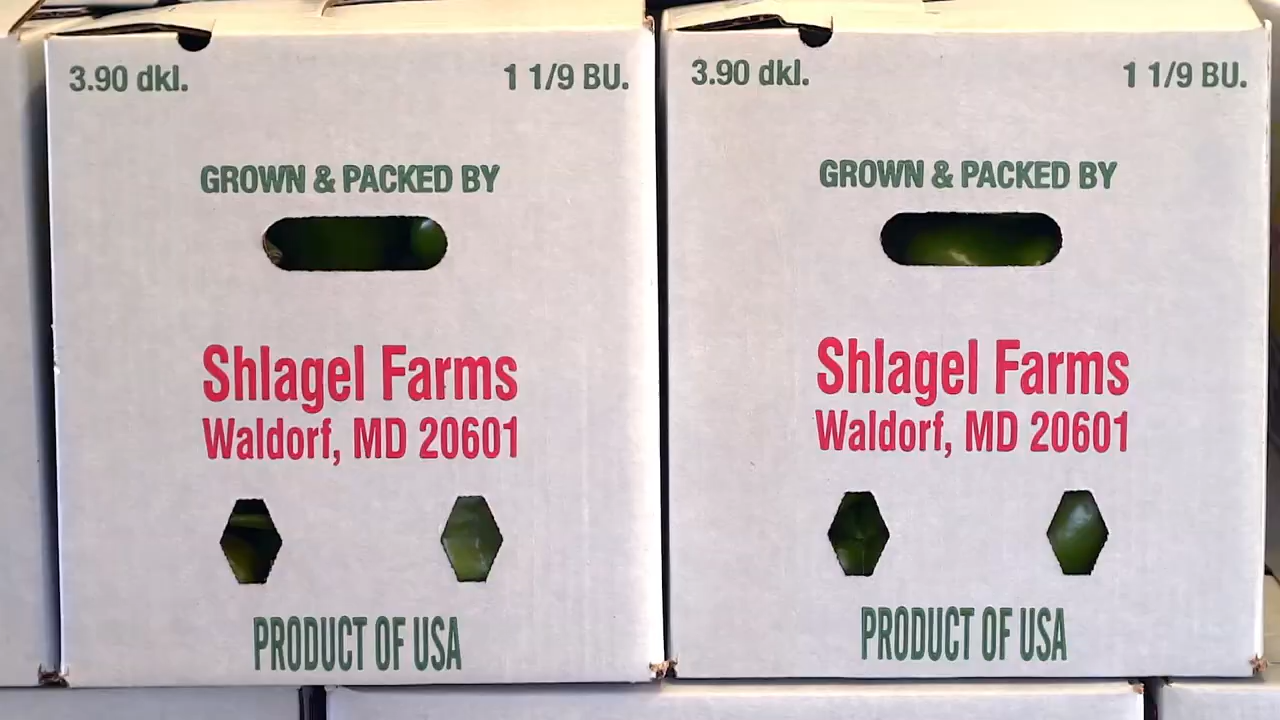 3.90 dkl. 1 1/9 BU.
GROWN & PACKED BY
Shlagel Farms
Waldorf, MD 20601
PRODUCT OF USA
3.90 dkl. 1 1/9 BU.
GROWN & PACKED BY
Shlagel Farms
Waldorf, MD 20601
PRODUCT OF USA